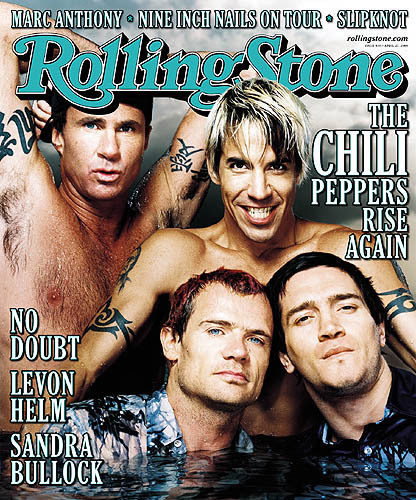 MARC ANTHONY • NINE INCH NAILS ON TOUR • SLIPKNOT
rollingstone.com
RollingStone
THE
CHILI
PEPPERS
RISE
AGAIN
NO
DOUBT
LEVON
HELM
SANDRA
BULLOCK